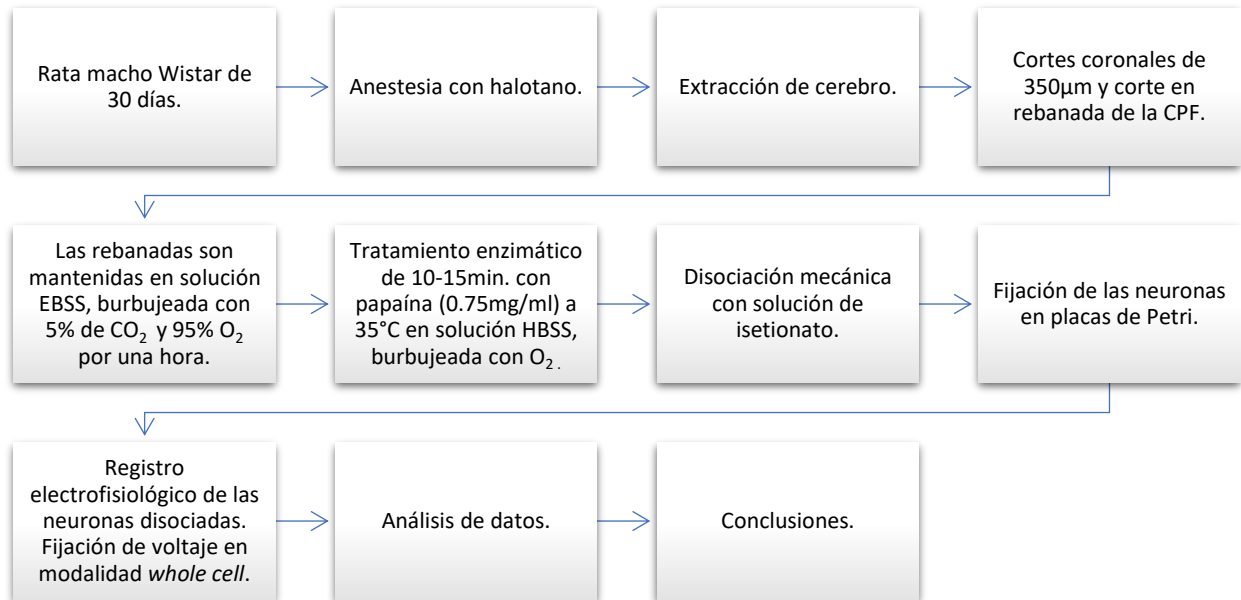 Rata macho Wistar de
30 días.
Anestesia con halotano.
Extracción de cerebro.
Cortes coronales de
350µm y corte en
rebanada de la CPF.
Las rebanadas son
mantenidas en solución
EBSS, burbujeada con
5% de CO₂ y 95% O₂
por una hora.
Tratamiento enzimático
de 10-15min. con
papaína (0.75mg/ml) a
35°C en solución HBSS,
burbujeada con O₂.
Disociación mecánica
con solución de
isetionato.
Fijación de las neuronas
en placas de Petri.
Registro
electrofisiológico de las
neuronas disociadas.
Fijación de voltaje en
modalidad whole cell.
Análisis de datos.
Conclusiones.